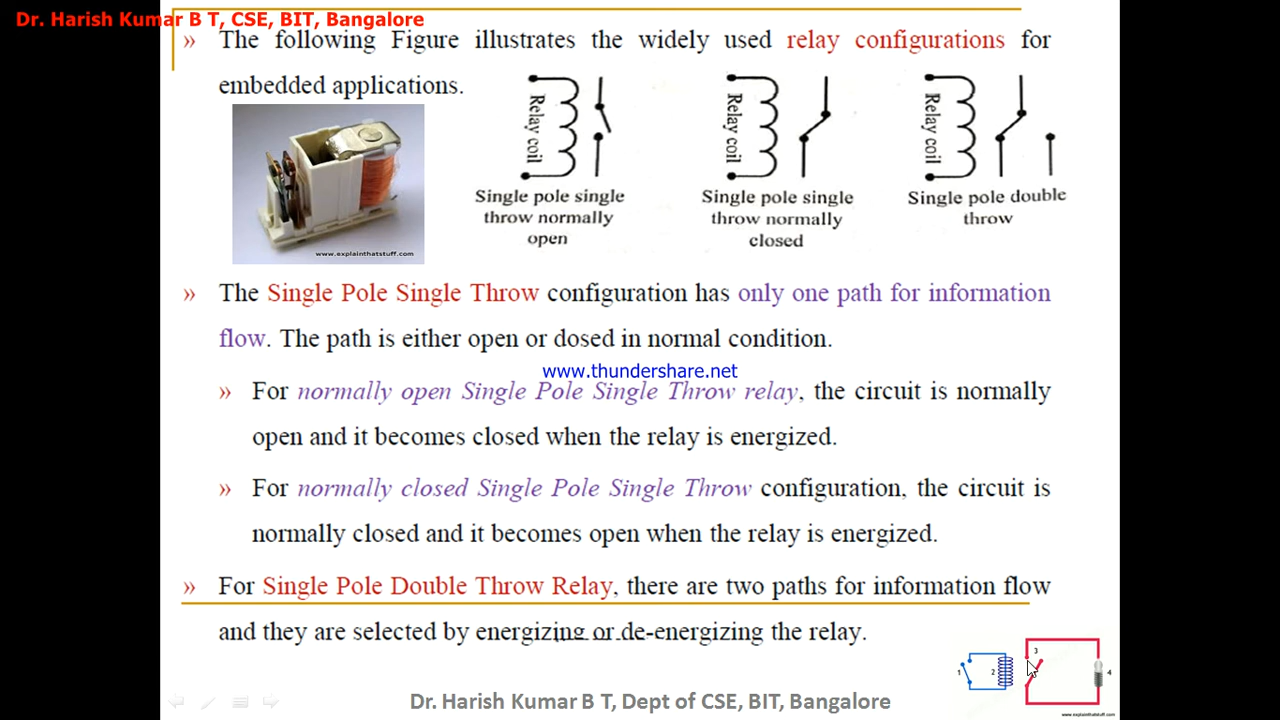 Dr. Harish Kumar B T, CSE, BIT, Bangalore
» The following Figure illustrates the widely used relay configurations for
embedded applications.
Relay coil
Relay coil
Relay coil
www.explainthatstuff.com
Single pole single
throw normally
open
Single pole single
throw normally
closed
Single pole double
throw
» The Single Pole Single Throw configuration has only one path for information
flow. The path is either open or dosed in normal condition.
www.thundershare.net
» For normally open Single Pole Single Throw relay, the circuit is normally
open and it becomes closed when the relay is energized.
» For normally closed Single Pole Single Throw configuration, the circuit is
normally closed and it becomes open when the relay is energized.
» For Single Pole Double Throw Relay, there are two paths for information flow
and they are selected by energizing or de-energizing the relay.
1
2
3
4
www.explainthatstuff.com
Dr. Harish Kumar B T, Dept of CSE, BIT, Bangalore